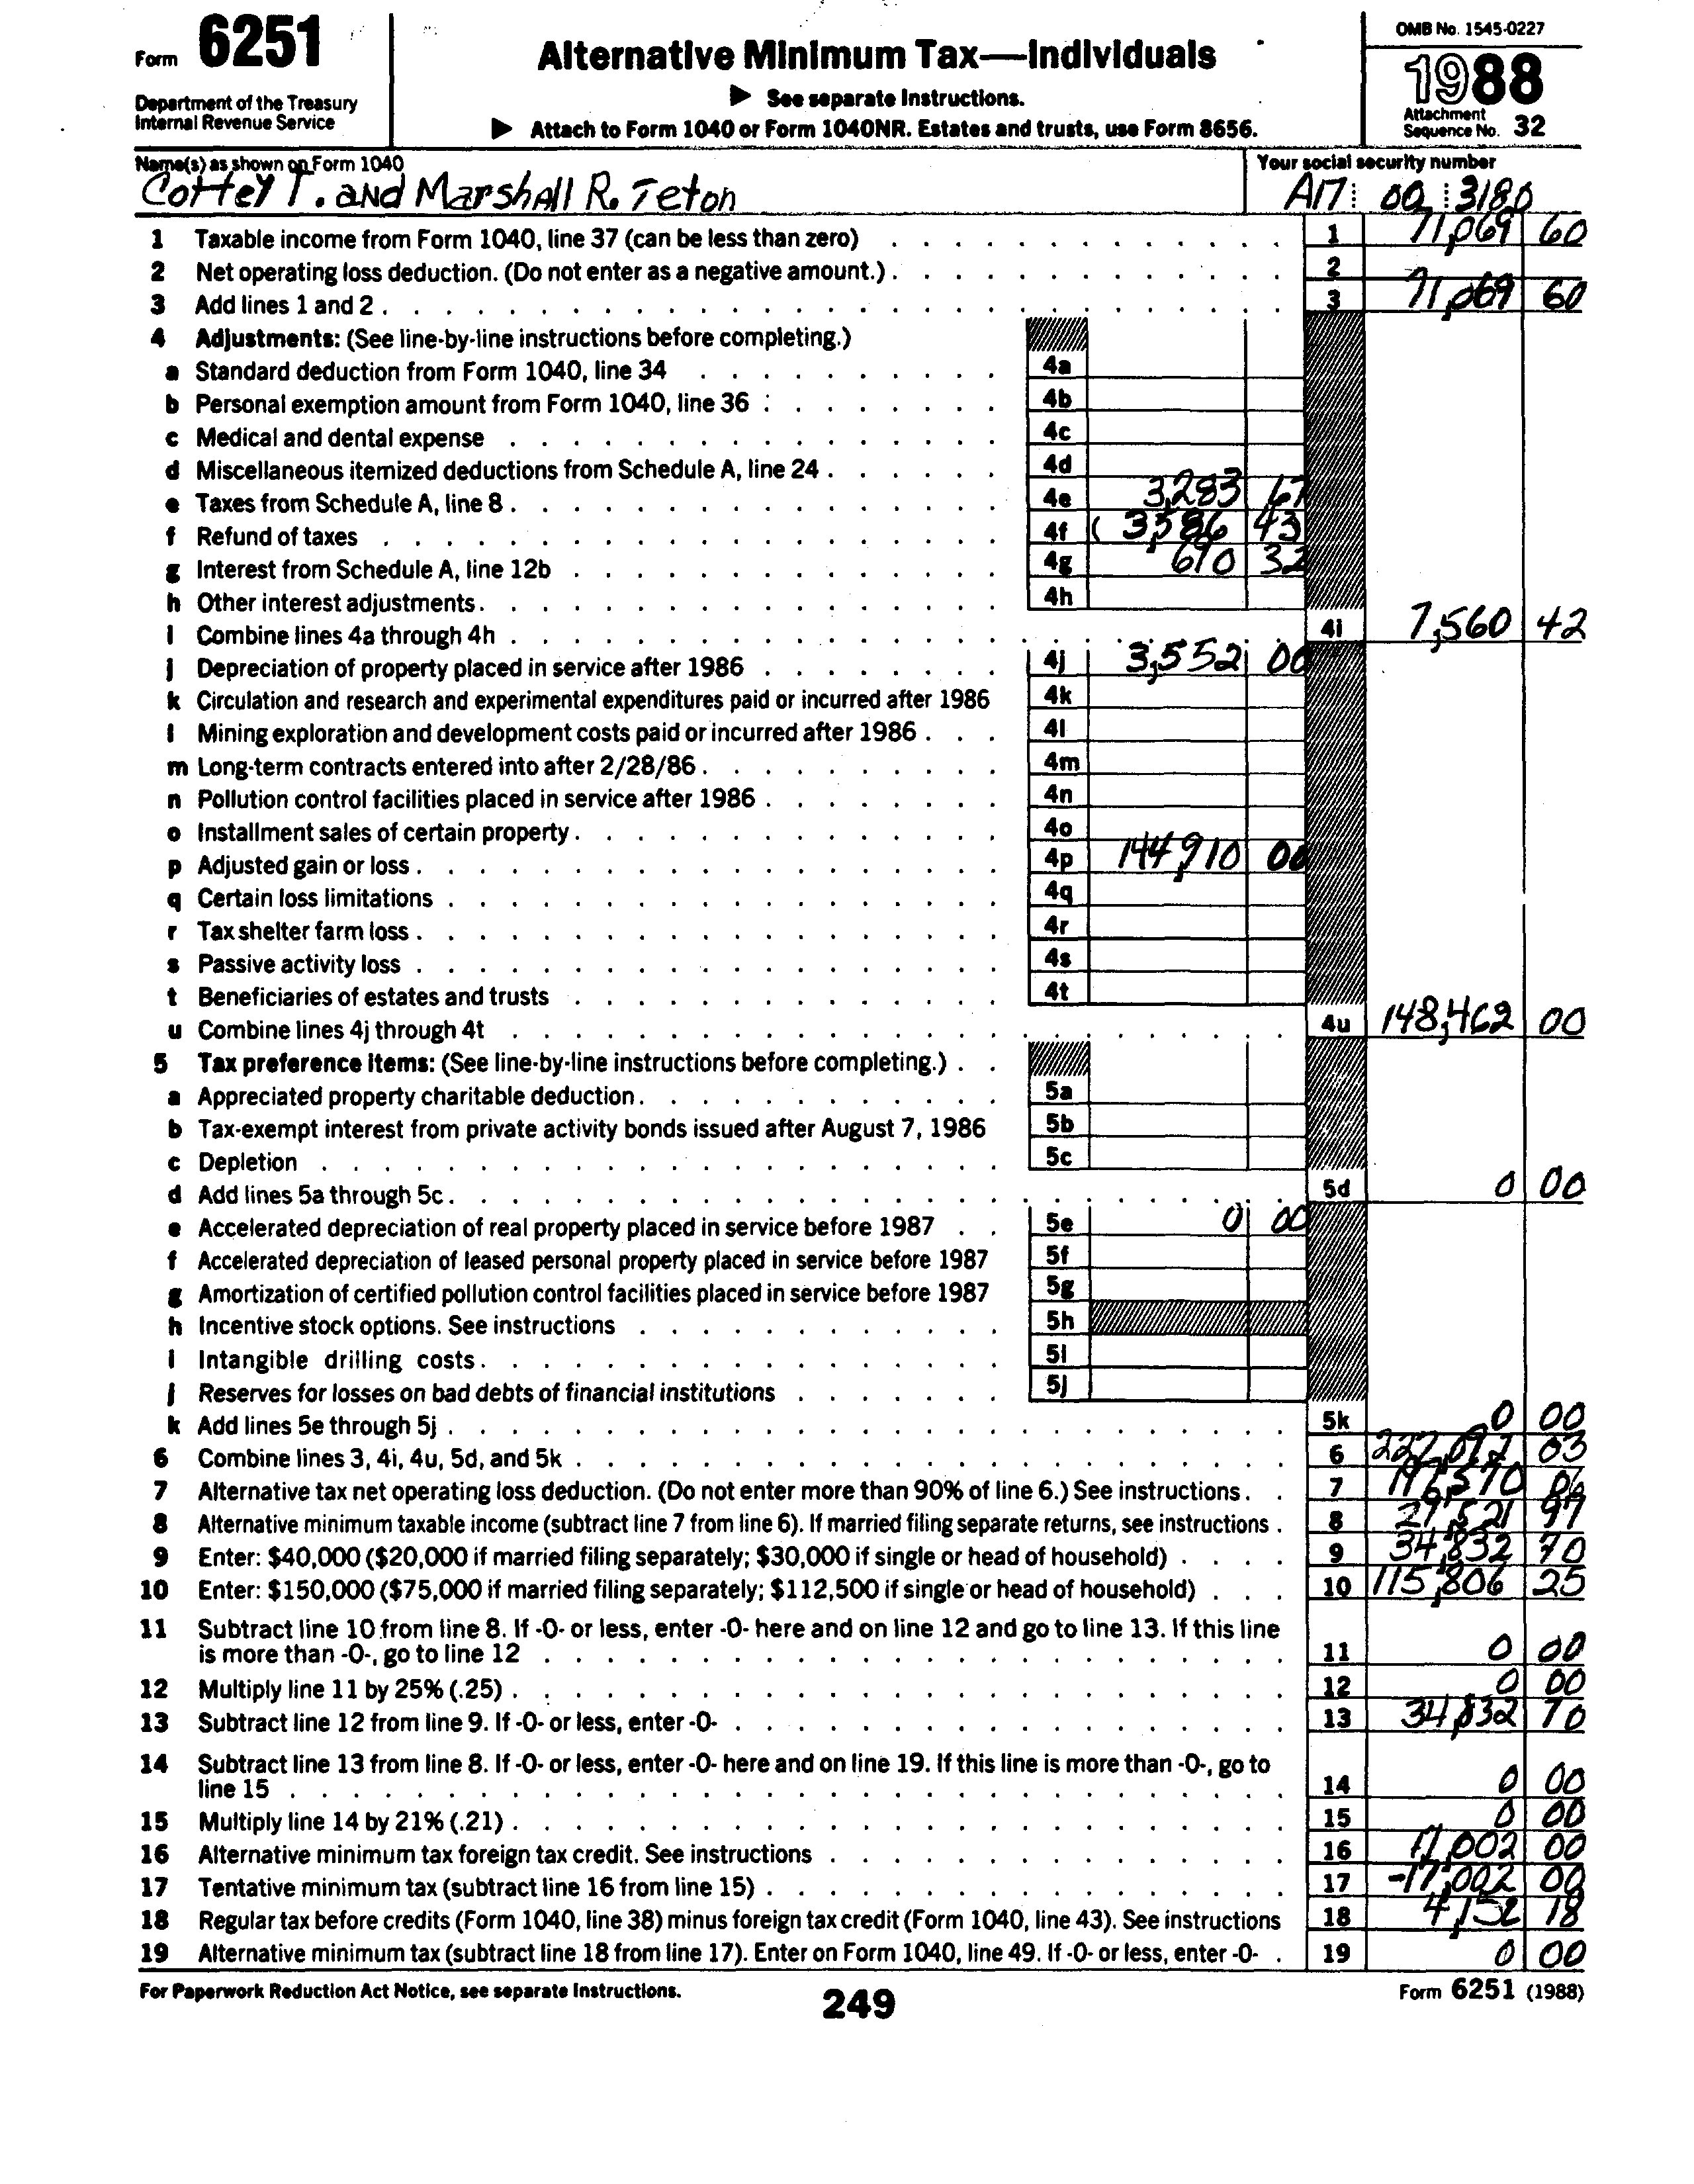 Form 6251
Department of the Treasury
Internal Revenue Service
Alternative Minimum Tax—Individuals
▶ See separate Instructions.
▶ Attach to Form 1040 or Form 1040NR. Estates and trusts, use Form 8656.
OMB No. 1545-0227
1988
Attachment
Sequence No. 32
Name(s) as shown on Form 1040
Cottey T. and Marshall R. Teton
Your social security number
A17 00 3180
1 Taxable income from Form 1040, line 37 (can be less than zero) 1 71,069 60
2 Net operating loss deduction. (Do not enter as a negative amount.) 2
3 Add lines 1 and 2 3 71,069 60
4 Adjustments: (See line-by-line instructions before completing.)
a Standard deduction from Form 1040, line 34 4a
b Personal exemption amount from Form 1040, line 36 4b
c Medical and dental expense 4c
d Miscellaneous itemized deductions from Schedule A, line 24 4d
e Taxes from Schedule A, line 8 4e 3,283 67
f Refund of taxes 4f ( 3,586 43
g Interest from Schedule A, line 12b 4g 690 32
h Other interest adjustments 4h
i Combine lines 4a through 4h 4i 7,560 42
j Depreciation of property placed in service after 1986 4j 3,552 00
k Circulation and research and experimental expenditures paid or incurred after 1986 4k
l Mining exploration and development costs paid or incurred after 1986 4l
m Long-term contracts entered into after 2/28/86 4m
n Pollution control facilities placed in service after 1986 4n
o Installment sales of certain property 4o
p Adjusted gain or loss 4p 144,910 00
q Certain loss limitations 4q
r Tax shelter farm loss 4r
s Passive activity loss 4s
t Beneficiaries of estates and trusts 4t
u Combine lines 4j through 4t 4u 148,462 00
5 Tax preference items: (See line-by-line instructions before completing.)
a Appreciated property charitable deduction 5a
b Tax-exempt interest from private activity bonds issued after August 7, 1986 5b
c Depletion 5c
d Add lines 5a through 5c 5d 0 00
e Accelerated depreciation of real property placed in service before 1987 5e 0 00
f Accelerated depreciation of leased personal property placed in service before 1987 5f
g Amortization of certified pollution control facilities placed in service before 1987 5g
h Incentive stock options. See instructions 5h
i Intangible drilling costs 5i
j Reserves for losses on bad debts of financial institutions 5j
k Add lines 5e through 5j 5k 0 00
6 Combine lines 3, 4i, 4u, 5d, and 5k 6 03
7 Alternative tax net operating loss deduction. (Do not enter more than 90% of line 6.) See instructions 7
8 Alternative minimum taxable income (subtract line 7 from line 6). If married filing separate returns, see instructions 8 97
9 Enter: $40,000 ($20,000 if married filing separately; $30,000 if single or head of household) 9 34,832 70
10 Enter: $150,000 ($75,000 if married filing separately; $112,500 if single or head of household) 10 115,806 25
11 Subtract line 10 from line 8. If -0- or less, enter -0- here and on line 12 and go to line 13. If this line
is more than -0-, go to line 12 11 0 00
12 Multiply line 11 by 25% (.25) 12 0 00
13 Subtract line 12 from line 9. If -0- or less, enter -0- 13 34,832 70
14 Subtract line 13 from line 8. If -0- or less, enter -0- here and on line 19. If this line is more than -0-, go to
line 15 14 0 00
15 Multiply line 14 by 21% (.21) 15 0 00
16 Alternative minimum tax foreign tax credit. See instructions 16 17,002 00
17 Tentative minimum tax (subtract line 16 from line 15) 17 -17,002 00
18 Regular tax before credits (Form 1040, line 38) minus foreign tax credit (Form 1040, line 43). See instructions 18 4,152 18
19 Alternative minimum tax (subtract line 18 from line 17). Enter on Form 1040, line 49. If -0- or less, enter -0- 19 0 00
For Paperwork Reduction Act Notice, see separate Instructions.
249
Form 6251 (1988)